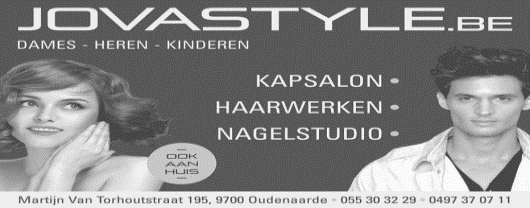 JOVASTYLE.BE
DAMES - HEREN - KINDEREN
KAPSALON •
HAARWERKEN •
NAGELSTUDIO •
OOK
AAN
HUIS
Martijn Van Torhoutstraat 195, 9700 Oudenaarde • 055 30 32 29 • 0497 37 07 11